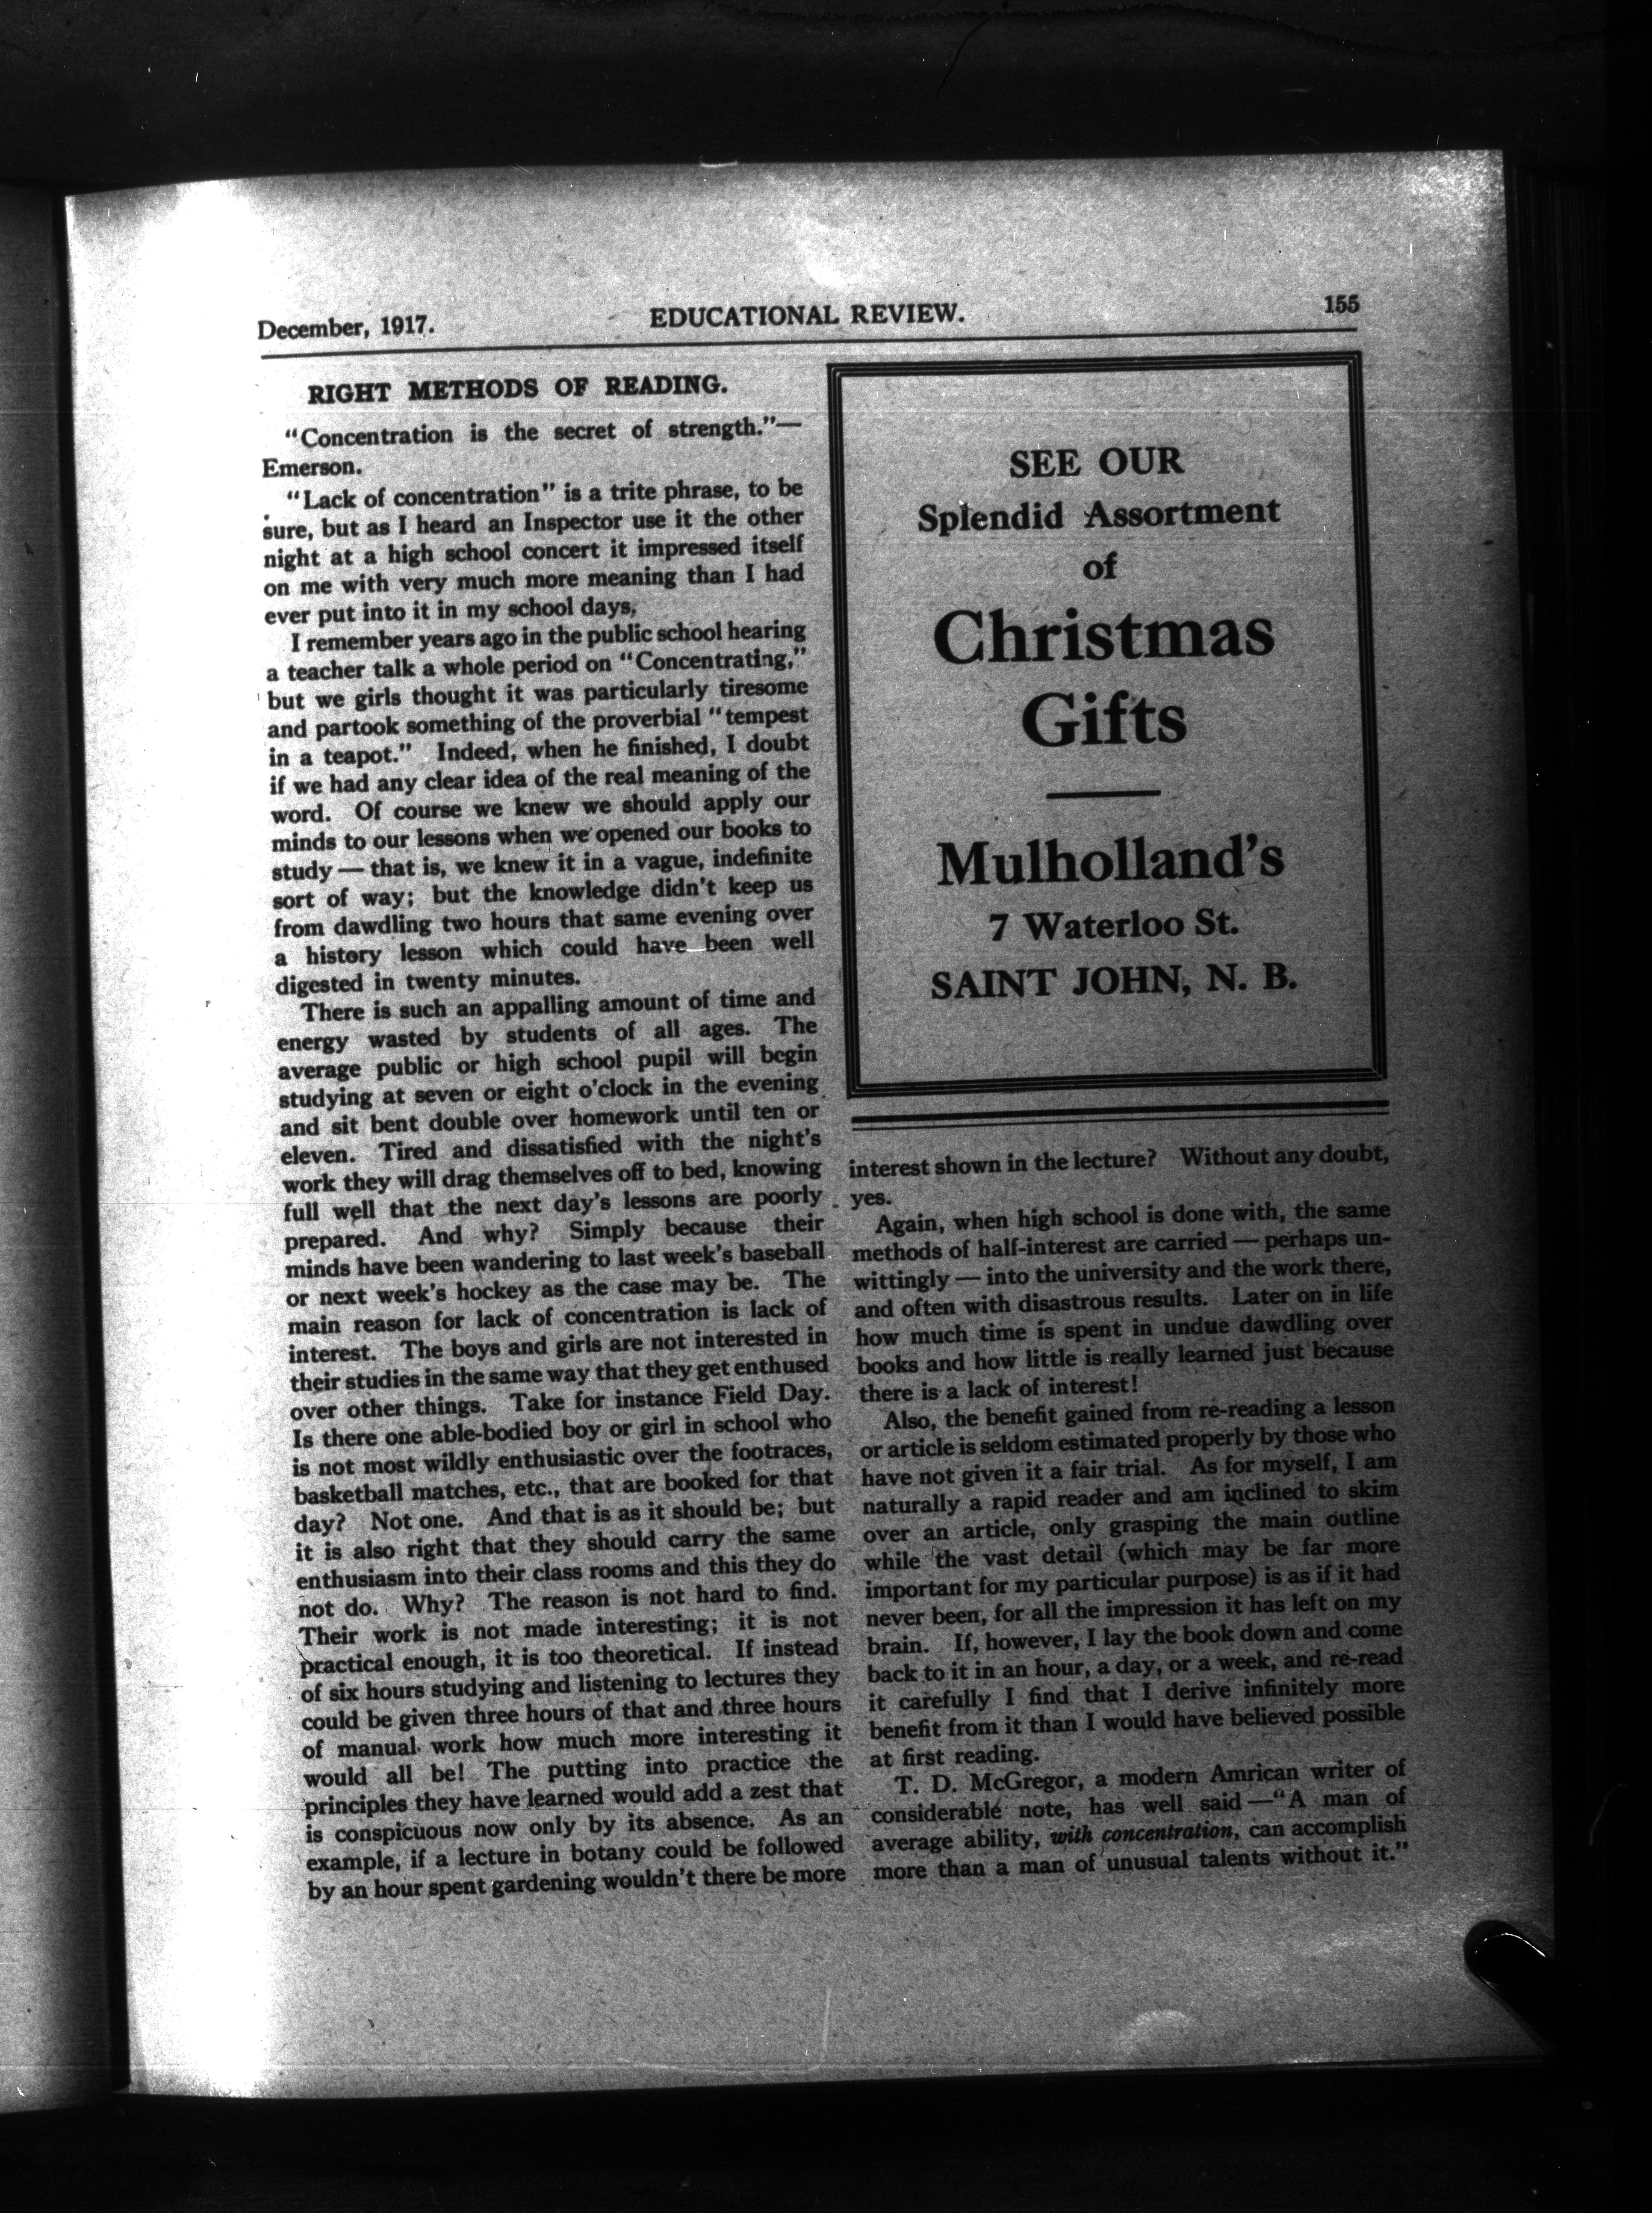 December, 1917.
EDUCATIONAL REVIEW.
155
RIGHT METHODS OF READING.
"Concentration is the secret of strength."—
Emerson.
"Lack of concentration" is a trite phrase, to be
sure, but as I heard an Inspector use it the other
night at a high school concert it impressed itself
on me with very much more meaning than I had
ever put into it in my school days.
I remember years ago in the public school hearing
a teacher talk a whole period on "Concentrating,"
but we girls thought it was particularly tiresome
and partook something of the proverbial "tempest
in a teapot." Indeed, when he finished, I doubt
if we had any clear idea of the real meaning of the
word. Of course we knew we should apply our
minds to our lessons when we opened our books to
study — that is, we knew it in a vague, indefinite
sort of way; but the knowledge didn't keep us
from dawdling two hours that same evening over
a history lesson which could have been well
digested in twenty minutes.
There is such an appalling amount of time and
energy wasted by students of all ages. The
average public or high school pupil will begin
studying at seven or eight o'clock in the evening
and sit bent double over homework until ten or
eleven. Tired and dissatisfied with the night's
work they will drag themselves off to bed, knowing
full well that the next day's lessons are poorly
prepared. And why? Simply because their
minds have been wandering to last week's baseball
or next week's hockey as the case may be. The
main reason for lack of concentration is lack of
interest. The boys and girls are not interested in
their studies in the same way that they get enthused
over other things. Take for instance Field Day.
Is there one able-bodied boy or girl in school who
is not most wildly enthusiastic over the footraces,
basketball matches, etc., that are booked for that
day? Not one. And that is as it should be; but
it is also right that they should carry the same
enthusiasm into their class rooms and this they do
not do. Why? The reason is not hard to find.
Their work is not made interesting; it is not
practical enough, it is too theoretical. If instead
of six hours studying and listening to lectures they
could be given three hours of that and three hours
of manual work how much more interesting it
would all be! The putting into practice the
principles they have learned would add a zest that
is conspicuous now only by its absence. As an
example, if a lecture in botany could be followed
by an hour spent gardening wouldn't there be more
SEE OUR
Splendid Assortment
of
Christmas
Gifts
Mulholland's
7 Waterloo St.
SAINT JOHN, N. B.
interest shown in the lecture? Without any doubt,
yes.
Again, when high school is done with, the same
methods of half-interest are carried — perhaps un-
wittingly — into the university and the work there,
and often with disastrous results. Later on in life
how much time is spent in undue dawdling over
books and how little is really learned just because
there is a lack of interest!
Also, the benefit gained from re-reading a lesson
or article is seldom estimated properly by those who
have not given it a fair trial. As for myself, I am
naturally a rapid reader and am inclined to skim
over an article, only grasping the main outline
while the vast detail (which may be far more
important for my particular purpose) is as if it had
never been, for all the impression it has left on my
brain. If, however, I lay the book down and come
back to it in an hour, a day, or a week, and re-read
it carefully I find that I derive infinitely more
benefit from it than I would have believed possible
at first reading.
T. D. McGregor, a modern Amrican writer of
considerable note, has well said —"A man of
average ability, with concentration, can accomplish
more than a man of unusual talents without it."